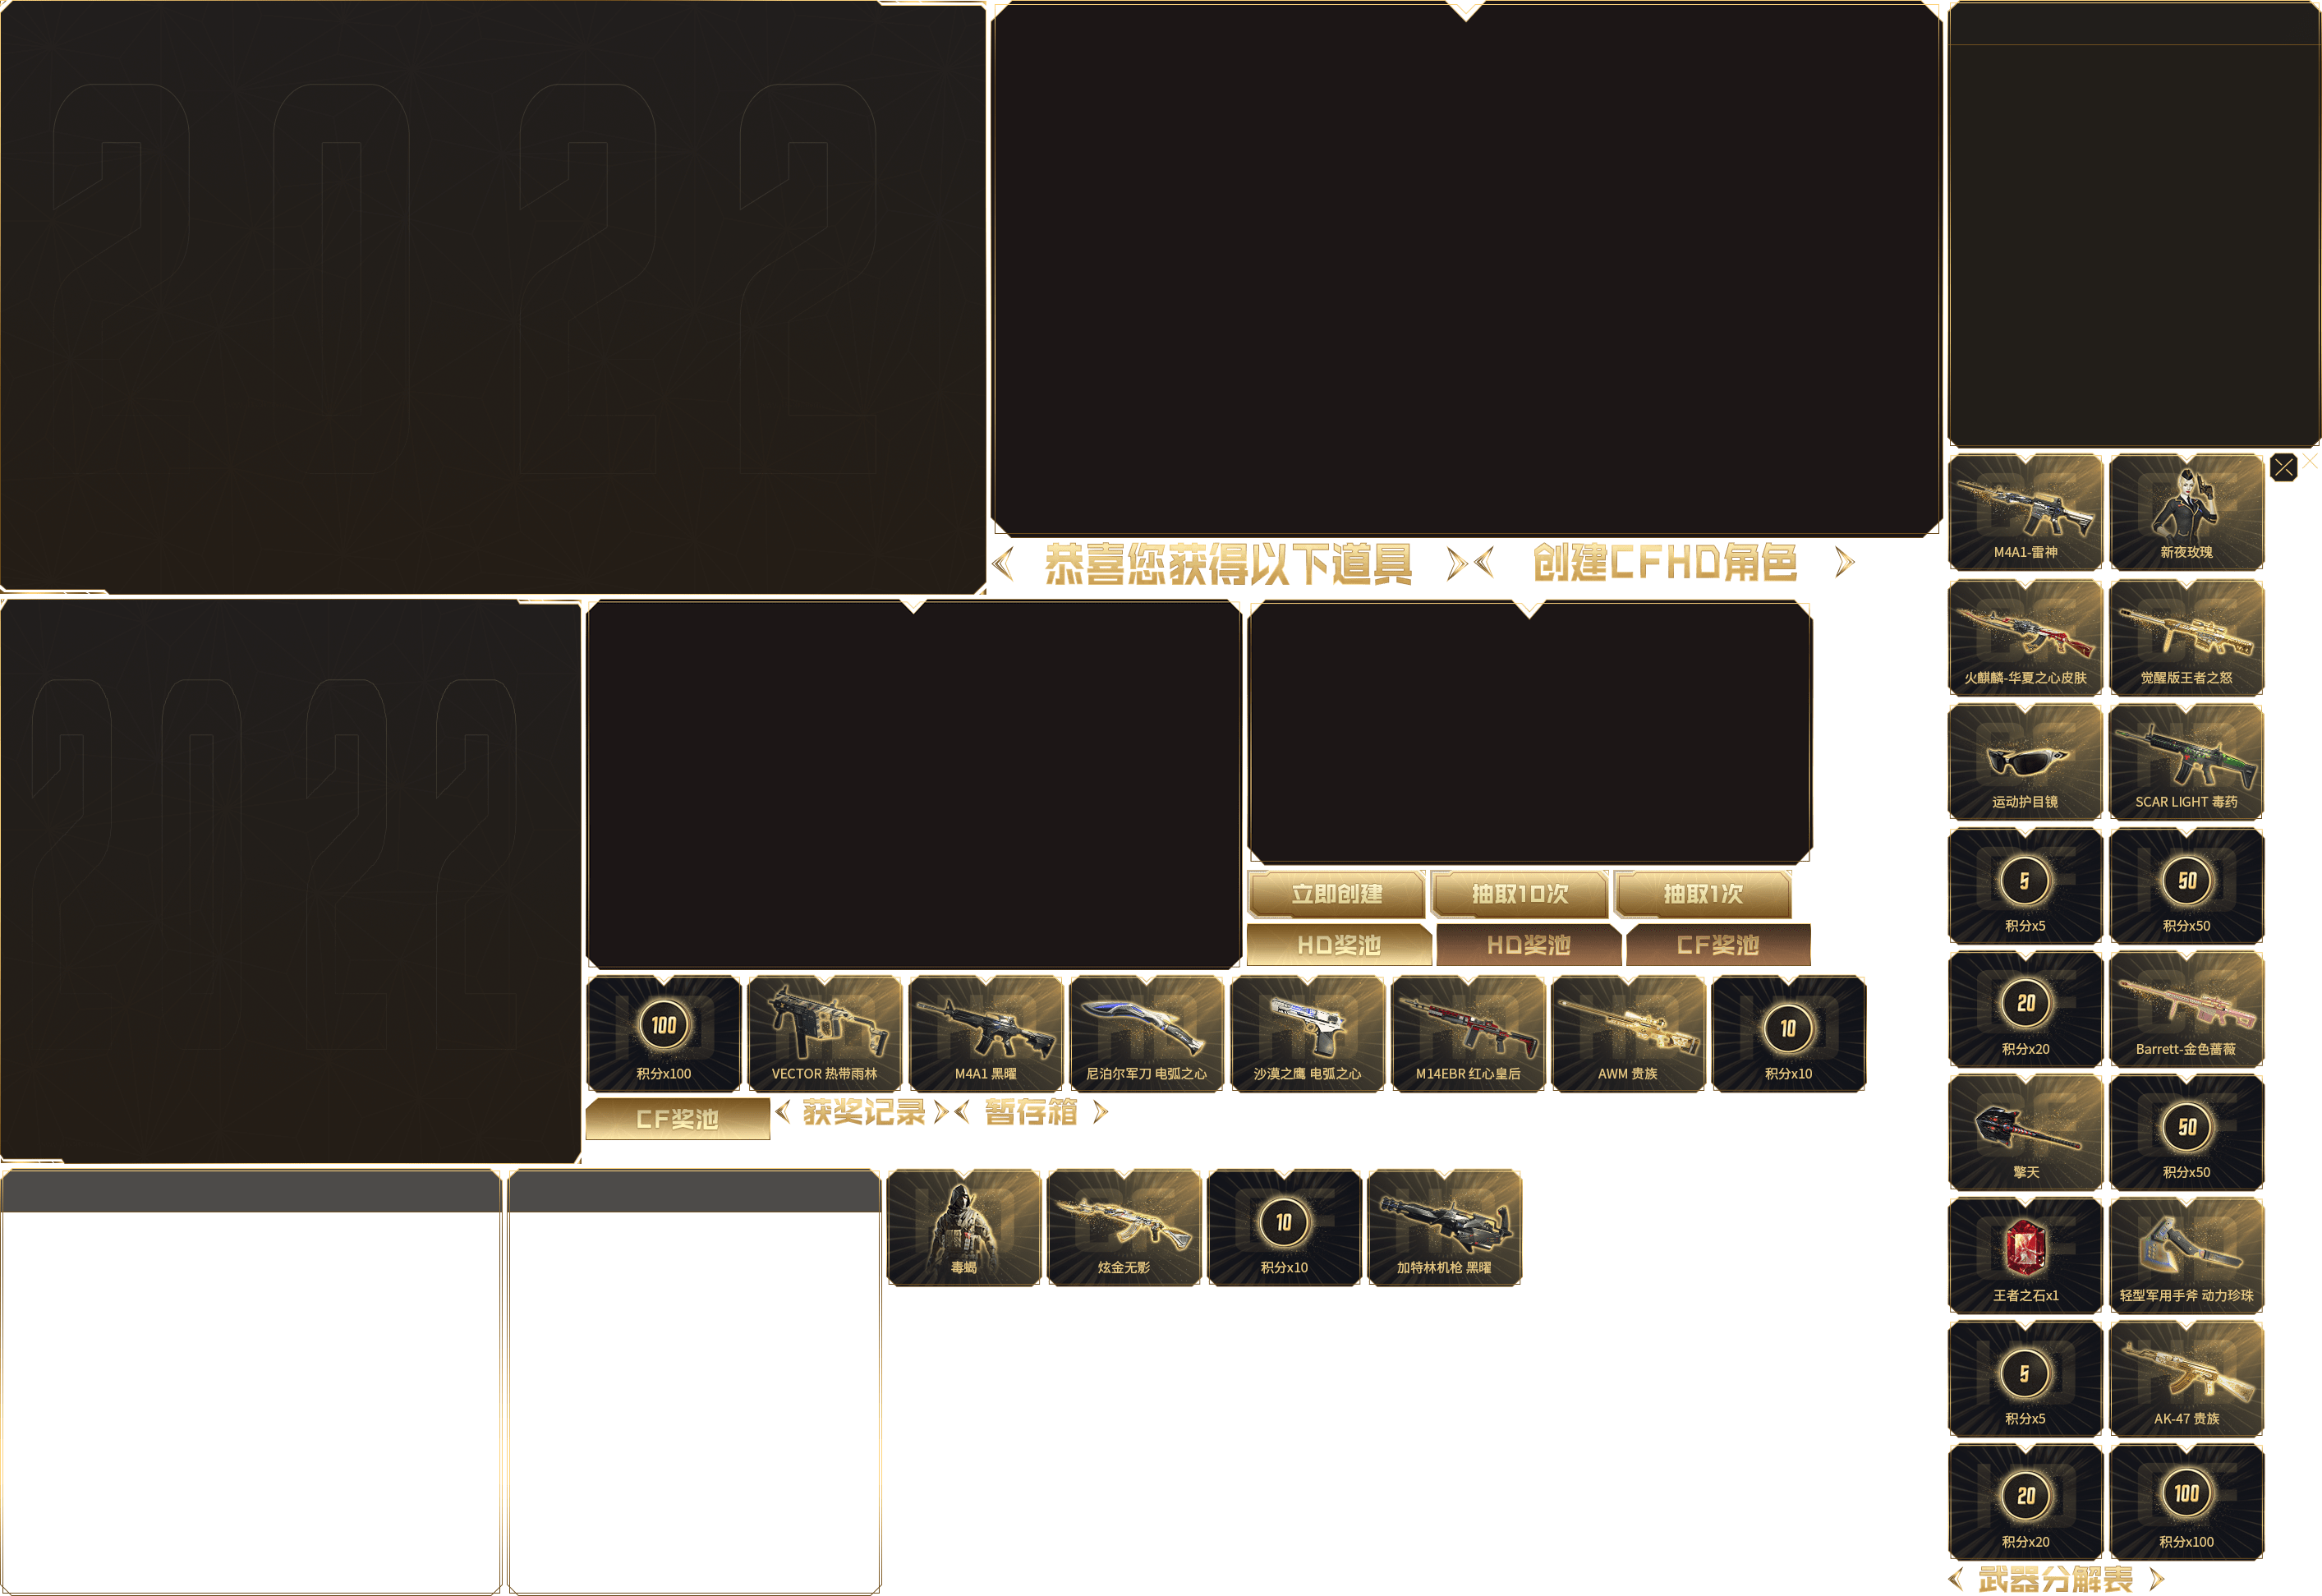 2022
恭喜您获得以下道具
创建CFHD角色
M4A1-雷神
新夜玫瑰
火麒麟-华夏之心皮肤
觉醒版王者之怒
运动护目镜
SCAR LIGHT 毒药
5
积分x5
50
积分x50
20
积分x20
Barrett-金色蔷薇
擎天
50
积分x50
王者之石x1
轻型军用手斧 动力珍珠
5
积分x5
AK-47 贵族
20
积分x20
100
积分x100
武器分解表
2022
立即创建
抽取10次
抽取1次
HD奖池
HD奖池
CF奖池
100
积分x100
VECTOR 热带雨林
M4A1 黑曜
尼泊尔军刀 电弧之心
沙漠之鹰 电弧之心
M14EBR 红心皇后
AWM 贵族
10
积分x10
CF奖池
获奖记录
暂存箱
毒蝎
炫金无影
10
积分x10
加特林机枪 黑曜